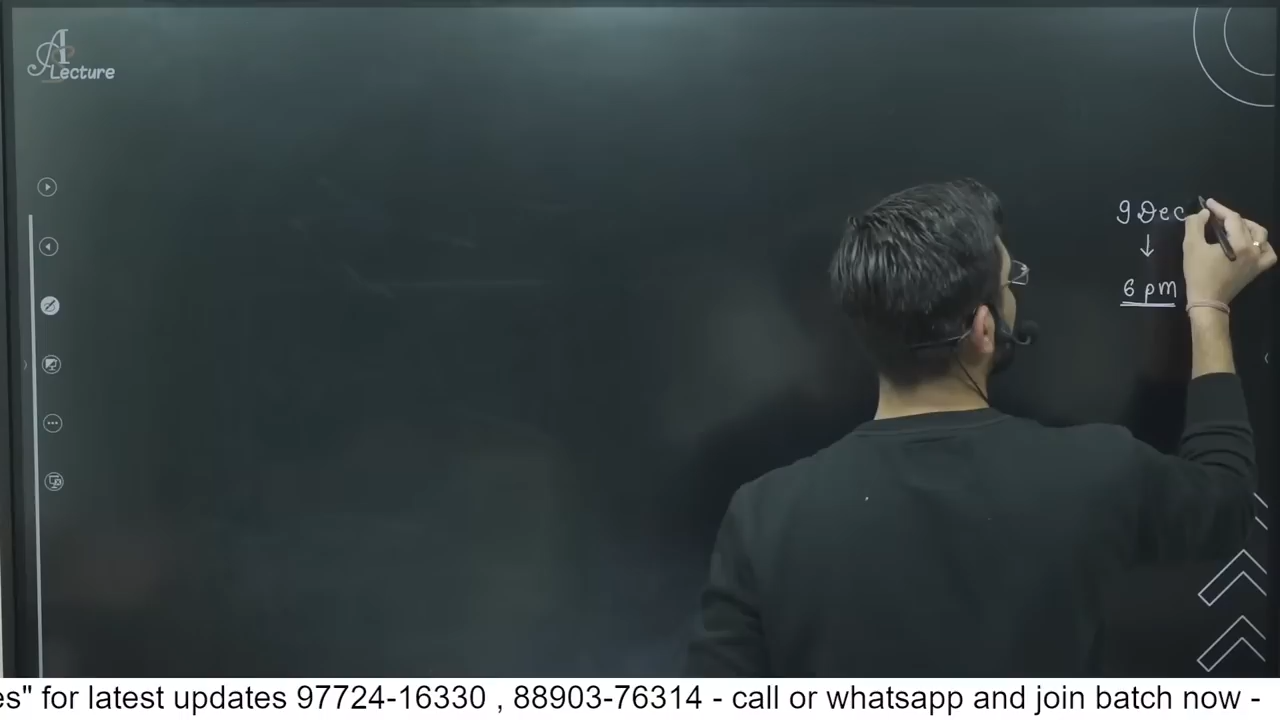 A
Lecture
9 Dec
↓
6 pm
es" for latest updates 97724-16330 , 88903-76314 - call or whatsapp and join batch now -